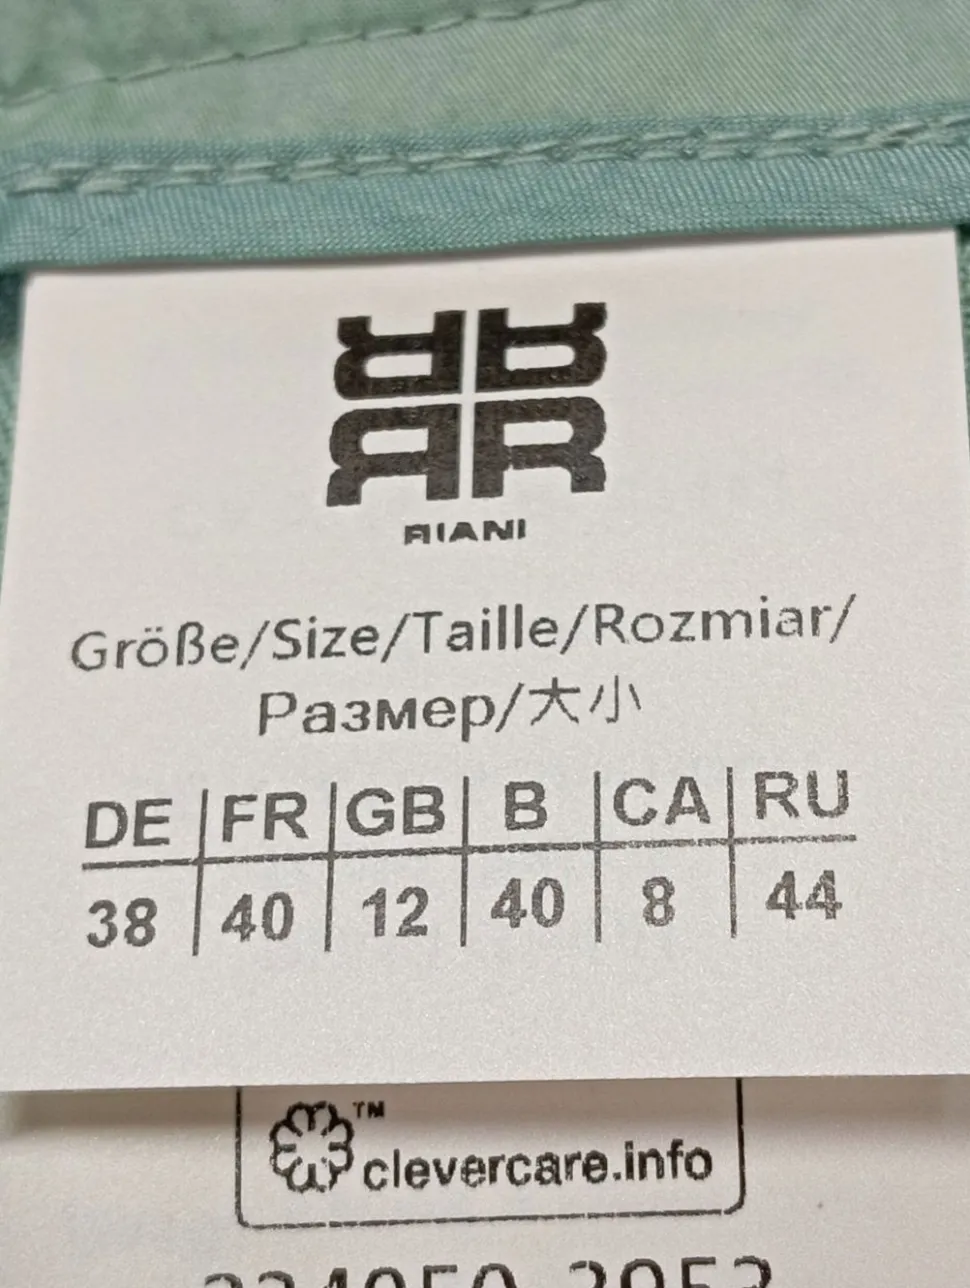 RIANI
Größe/Size/Taille/Rozmiar/
Размер/大小
DE | FR | GB | B | CA | RU
38 | 40 | 12 | 40 | 8 | 44
TM
clevercare.info